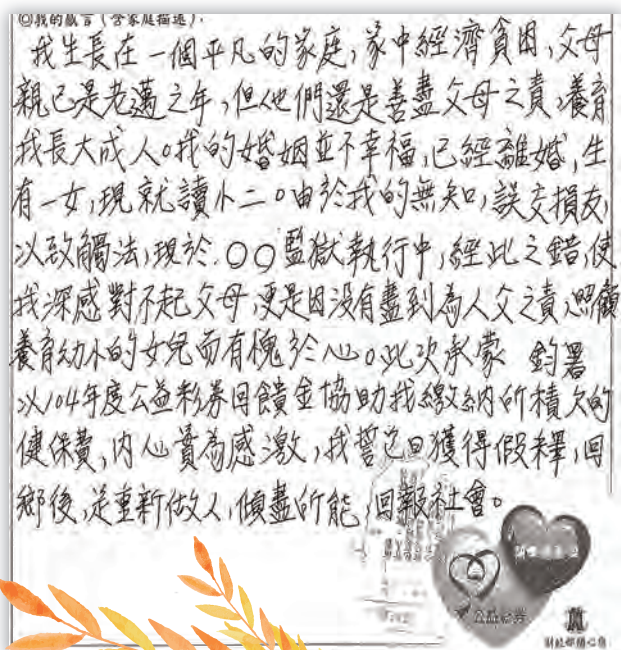 ◎我的感言（含家庭描述）：
我生長在一個平凡的家庭，家中經濟貧困，父母
親已是老邁之年，但他們還是善盡父母之責，養育
我長大成人。我的婚姻並不幸福，已經離婚，生
有一女，現就讀小二。由於我的無知，誤交損友，
以致觸法，現於○○監獄執行中，經此之錯，使
我深感對不起父母，更是因沒有盡到為人父之責，照顧
養育幼小的女兒而有愧於心。此次承蒙 鈞署
以104年度公益彩券回饋金協助我繳納所積欠的
健保費，內心實為感激，我誓言日獲得假釋，回
鄉後，定重新做人，傾盡所能，回報社會。
公益彩券